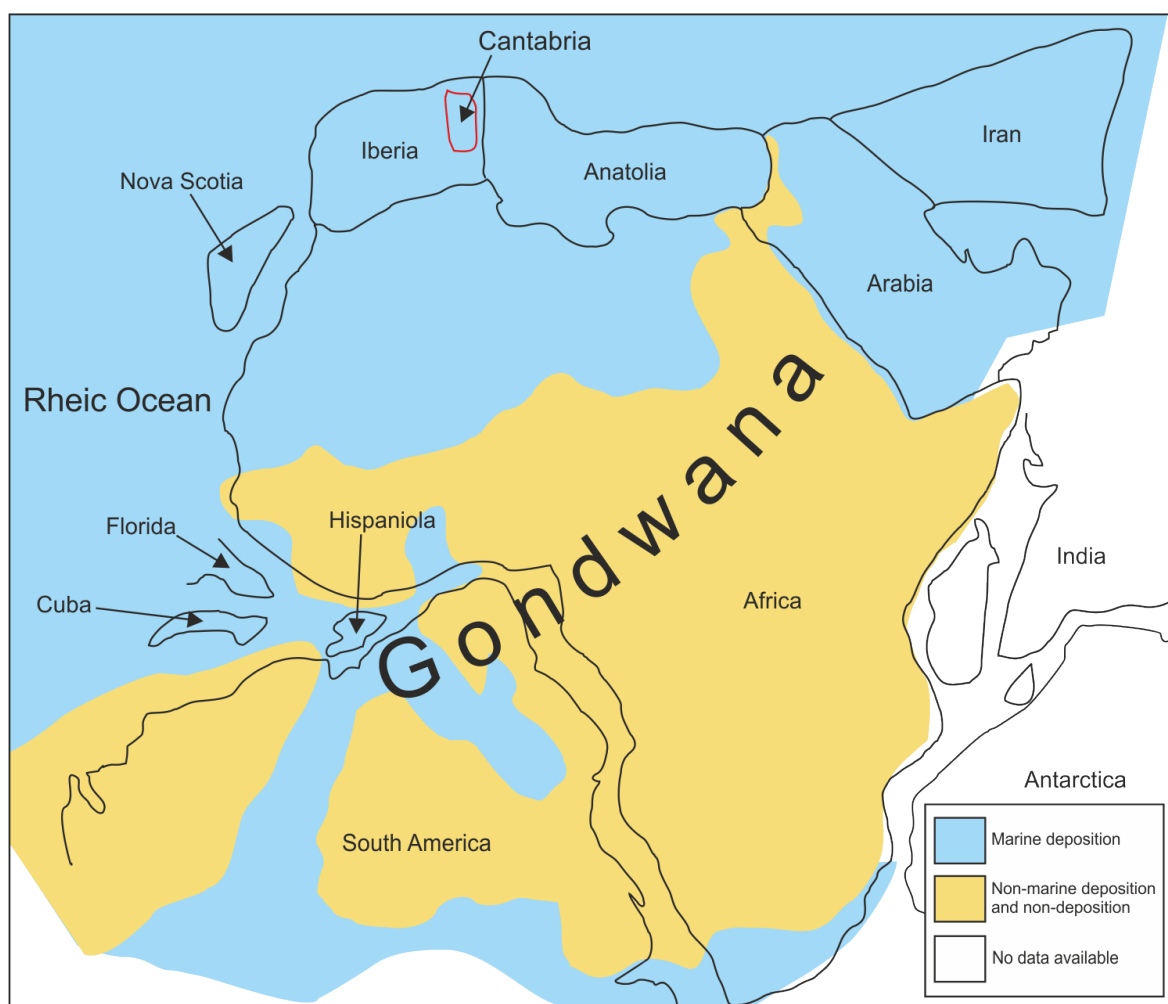 Cantabria
Iberia
Anatolia
Iran
Nova Scotia
Arabia
Rheic Ocean
Gondwana
Florida
Hispaniola
Cuba
Africa
India
South America
Antarctica
Marine deposition
Non-marine deposition
and non-deposition
No data available